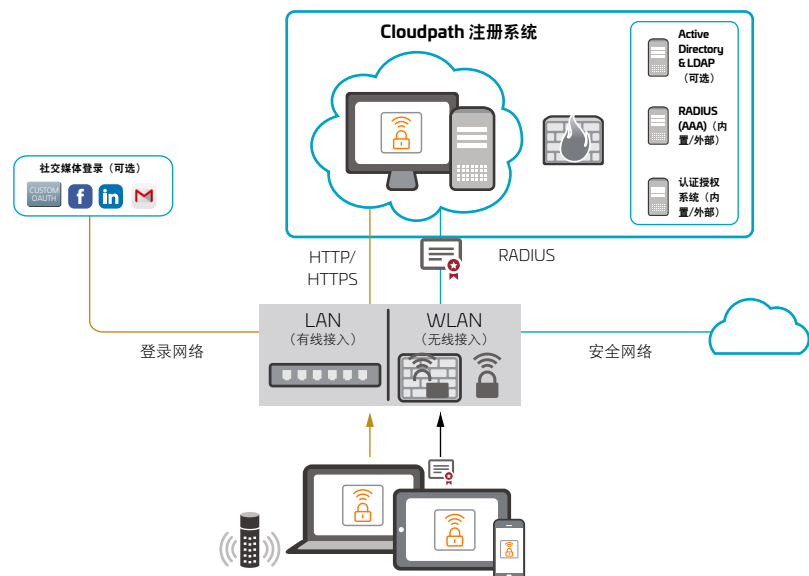 Cloudpath 注册系统
Active
Directory
& LDAP
（可选）
RADIUS
(AAA)（内
置/外部）
认证授权
系统（内
置/外部）
社交媒体登录（可选）
CUSTOM
OAUTH
f
in
M
HTTP/
HTTPS
RADIUS
LAN
（有线接入）
WLAN
（无线接入）
登录网络
安全网络